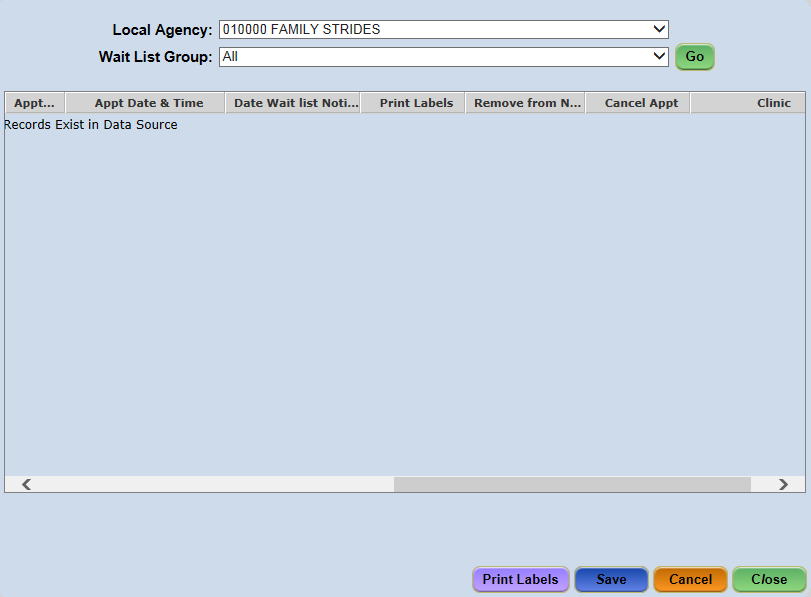 Local Agency: 010000 FAMILY STRIDES
Wait List Group: All Go
Appt... Appt Date & Time Date Wait list Noti... Print Labels Remove from N... Cancel Appt Clinic
Records Exist in Data Source
Print Labels Save Cancel Close